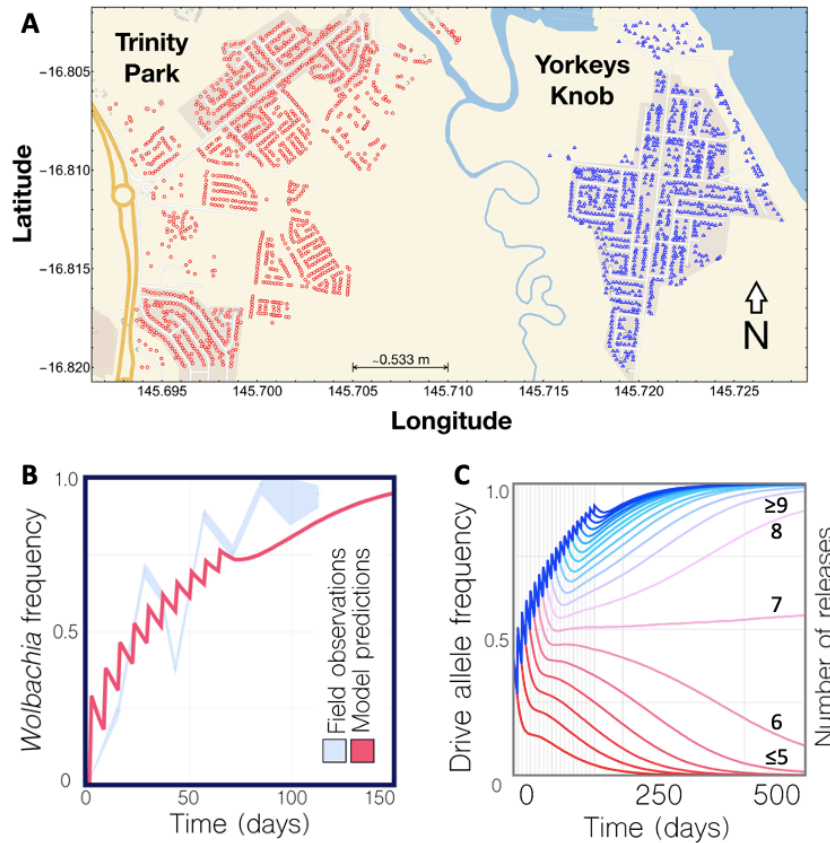 A
Trinity
Park
Yorkeys
Knob
Latitude
−16.805
−16.810
−16.815
−16.820
~0.533 m
N
145.695 145.700 145.705 145.710 145.715 145.720 145.725
Longitude
B
1.0
0.5
0
Wolbachia frequency
Field observations
Model predictions
0 50 100 150
Time (days)
C
1.0
0.5
0
Drive allele frequency
≥9
8
7
6
≤5
Number of releases
0 250 500
Time (days)